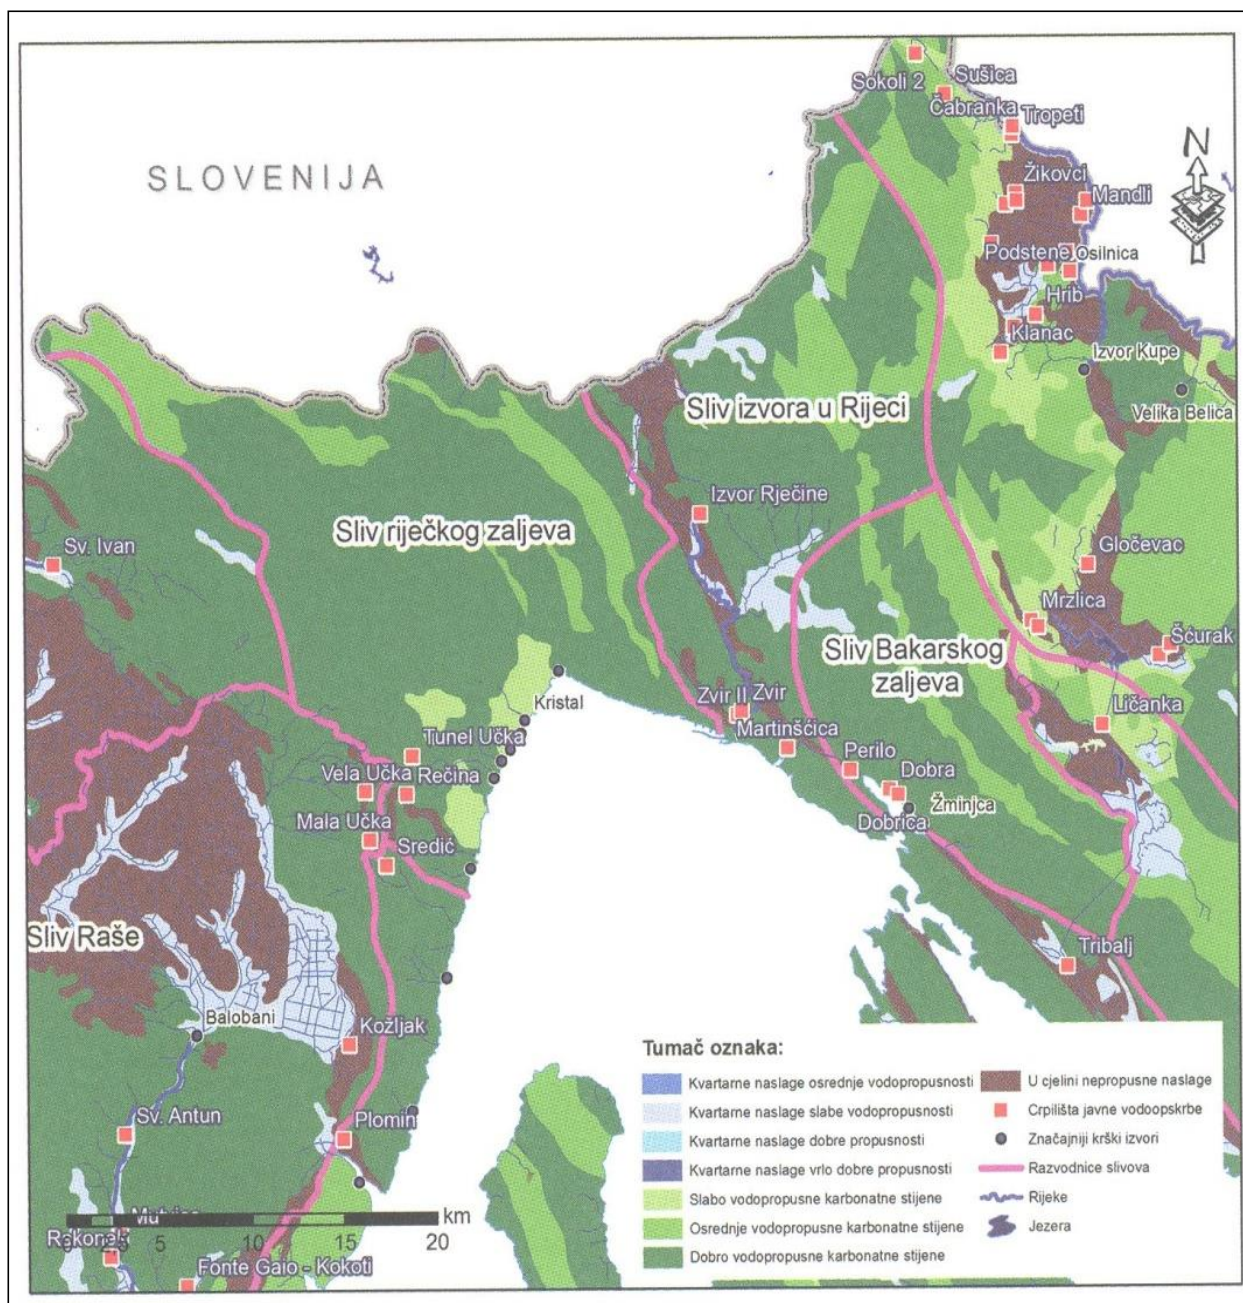 Sokoli 2
Sušica
Čabranka
Tropeti
SLOVENIJA
N
Žikovci
Mandli
Podstene
Osilnica
Hrib
Klanac
Izvor Kupe
Velika Belica
Sliv izvora u Rijeci
Izvor Rječine
Sliv riječkog zaljeva
Sv. Ivan
Gločevac
Mrzlica
Šćurak
Sliv Bakarskog
zaljeva
Kristal
Zvir II
Zvir
Ličanka
Martinšćica
Tunel Učka
Perilo
Vela Učka
Rečina
Dobra
Žminjca
Mala Učka
Dobrica
Sredić
Sliv Raše
Tribalj
Balobani
Kožljak
Sv. Antun
Plomin
Tumač oznaka:
Kvartarne naslage osrednje vodopropusnosti
Kvartarne naslage slabe vodopropusnosti
Kvartarne naslage dobre propusnosti
Kvartarne naslage vrlo dobre propusnosti
Slabo vodopropusne karbonatne stijene
Osrednje vodopropusne karbonatne stijene
Dobro vodopropusne karbonatne stijene
U cjelini nepropusne naslage
Crpilišta javne vodoopskrbe
Značajniji krški izvori
Razvodnice slivova
Rijeke
Jezera
km
5 10 15 20
Fonte Gaio - Kokoti